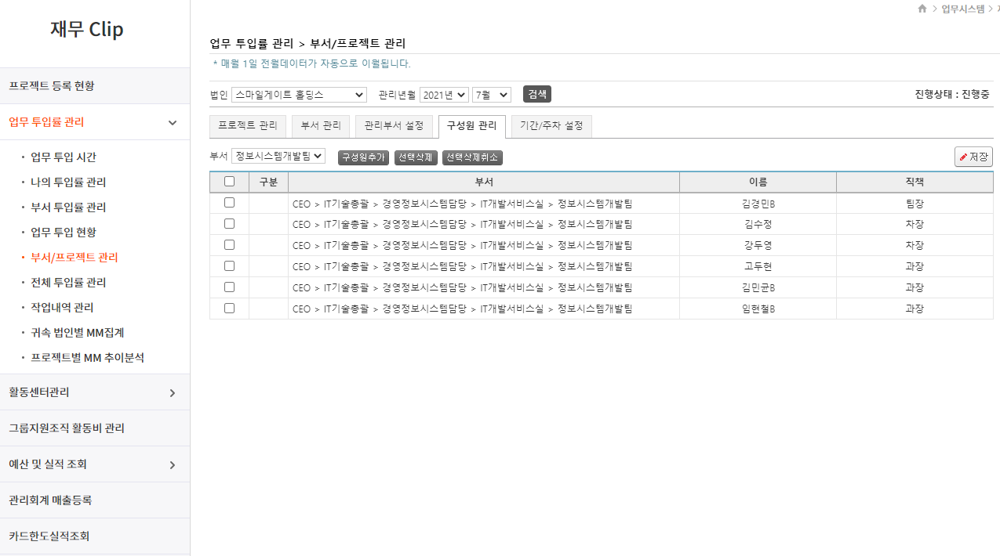 재무 Clip
프로젝트 등록 현황
업무 투입률 관리
업무 투입 시간
나의 투입률 관리
부서 투입률 관리
업무 투입 현황
부서/프로젝트 관리
전체 투입률 관리
작업내역 관리
귀속 법인별 MM집계
프로젝트별 MM 추이분석
활동센터관리
그룹지원조직 활동비 관리
예산 및 실적 조회
관리회계 매출등록
카드한도실적조회
> 업무시스템 >
업무 투입률 관리 > 부서/프로젝트 관리
* 매월 1일 전월데이터가 자동으로 이월됩니다.
법인 스마일게이트 홀딩스 관리년월 2021년 7월 검색 진행상태 : 진행중
프로젝트 관리 부서 관리 관리부서 설정 구성원 관리 기간/주차 설정
부서 정보시스템개발팀 구성원추가 선택삭제 선택삭제취소 저장
구분 부서 이름 직책
CEO > IT기술총괄 > 경영정보시스템담당 > IT개발서비스실 > 정보시스템개발팀 김경민B 팀장
CEO > IT기술총괄 > 경영정보시스템담당 > IT개발서비스실 > 정보시스템개발팀 김수정 차장
CEO > IT기술총괄 > 경영정보시스템담당 > IT개발서비스실 > 정보시스템개발팀 강두영 차장
CEO > IT기술총괄 > 경영정보시스템담당 > IT개발서비스실 > 정보시스템개발팀 고두현 과장
CEO > IT기술총괄 > 경영정보시스템담당 > IT개발서비스실 > 정보시스템개발팀 김민균B 과장
CEO > IT기술총괄 > 경영정보시스템담당 > IT개발서비스실 > 정보시스템개발팀 임현철B 과장